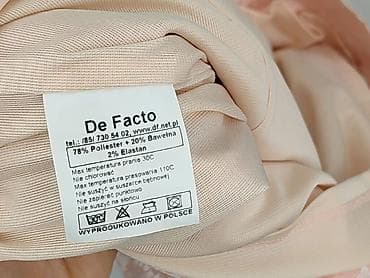 De Facto
tel.: /85/ 730 54 02, www.df.net.pl
78% Poliester + 20% Bawełna
2% Elastan
Max temperatura prania 30C
Nie chlorować
Max temperatura prasowania 110C
Nie suszyć w suszarce bębnowej
Nie zapierać punktowo
Nie suszyć na słońcu
WYPRODUKOWANO W POLSCE